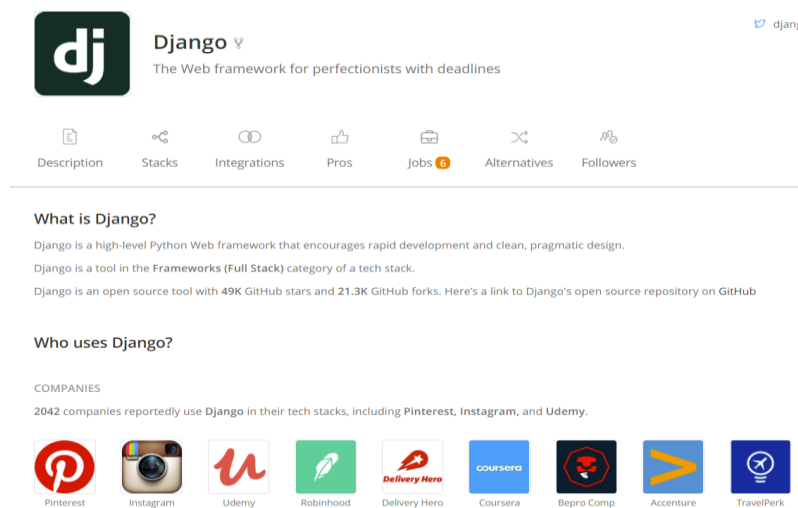 djang
dj
Django
The Web framework for perfectionists with deadlines
Description Stacks Integrations Pros Jobs 6 Alternatives Followers
What is Django?
Django is a high-level Python Web framework that encourages rapid development and clean, pragmatic design.
Django is a tool in the Frameworks (Full Stack) category of a tech stack.
Django is an open source tool with 49K GitHub stars and 21.3K GitHub forks. Here's a link to Django's open source repository on GitHub
Who uses Django?
COMPANIES
2042 companies reportedly use Django in their tech stacks, including Pinterest, Instagram, and Udemy.
Delivery Hero coursera
Pinterest Instagram Udemy Robinhood Delivery Hero Coursera Bepro Comp Accenture TravelPerk